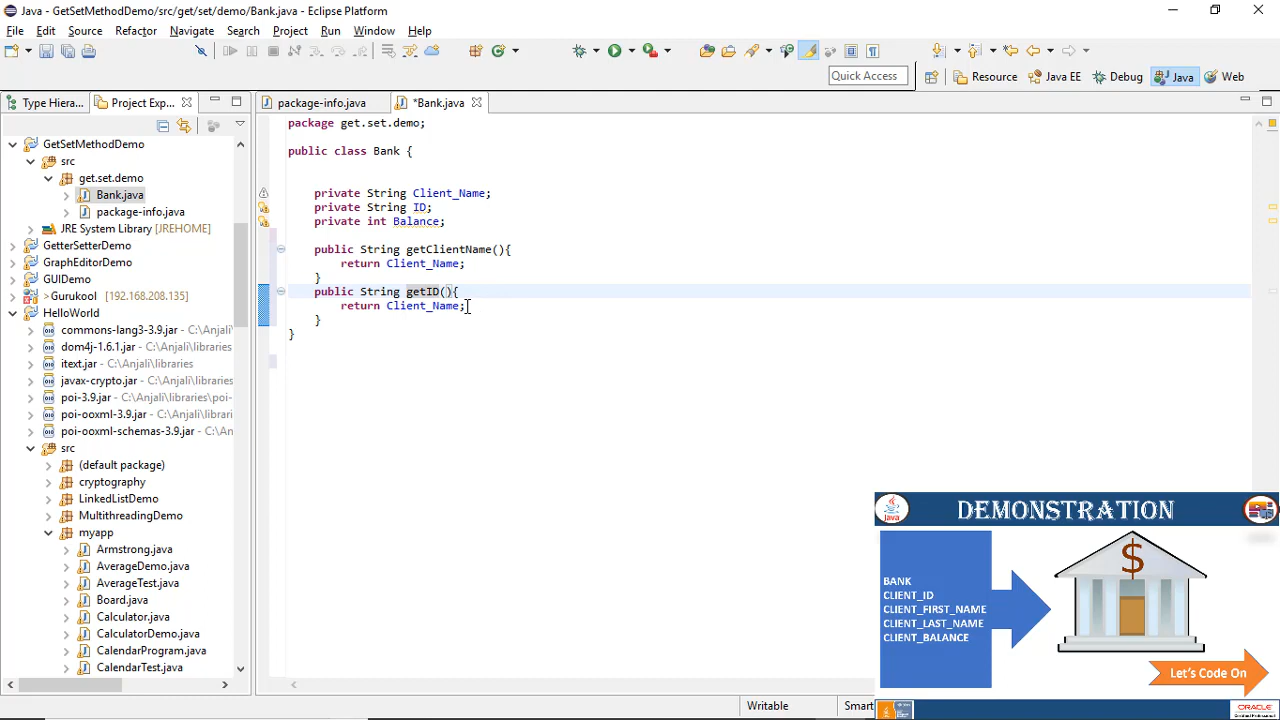 Java - GetSetMethodDemo/src/get/set/demo/Bank.java - Eclipse Platform
File Edit Source Refactor Navigate Search Project Run Window Help
Quick Access
Resource
Java EE
Debug
Java
Web
Type Hiera...
Project Exp...
package-info.java
*Bank.java
GetSetMethodDemo
src
get.set.demo
Bank.java
package-info.java
JRE System Library [JREHOME]
GetterSetterDemo
GraphEditorDemo
GUIDemo
> Gurukool [192.168.208.135]
HelloWorld
commons-lang3-3.9.jar - C:\Anjali\
dom4j-1.6.1.jar - C:\Anjali\librarie
itext.jar - C:\Anjali\libraries
javax-crypto.jar - C:\Anjali\libraries
poi-3.9.jar - C:\Anjali\libraries\poi-
poi-ooxml-3.9.jar - C:\Anjali\librari
poi-ooxml-schemas-3.9.jar - C:\An
src
(default package)
cryptography
LinkedListDemo
MultithreadingDemo
myapp
Armstrong.java
AverageDemo.java
AverageTest.java
Board.java
Calculator.java
CalculatorDemo.java
CalendarProgram.java
CalendarTest.java
package get.set.demo;
public class Bank {
private String Client_Name;
private String ID;
private int Balance;
public String getClientName(){
return Client_Name;
}
public String getID(){
return Client_Name;
}
}
Writable
Smart
Java
DEMONSTRATION
BANK
CLIENT_ID
CLIENT_FIRST_NAME
CLIENT_LAST_NAME
CLIENT_BALANCE
$
Let's Code On
ORACLE